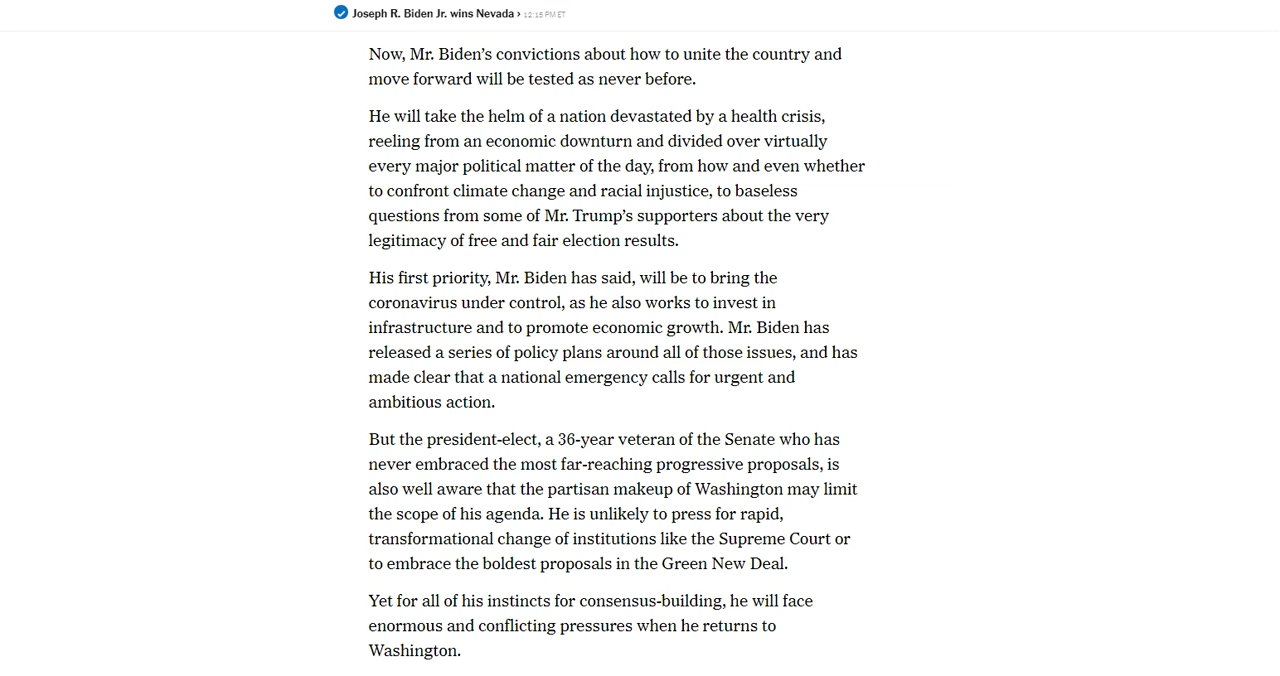 Joseph R. Biden Jr. wins Nevada › 12:15 PM ET
Now, Mr. Biden’s convictions about how to unite the country and
move forward will be tested as never before.
He will take the helm of a nation devastated by a health crisis,
reeling from an economic downturn and divided over virtually
every major political matter of the day, from how and even whether
to confront climate change and racial injustice, to baseless
questions from some of Mr. Trump’s supporters about the very
legitimacy of free and fair election results.
His first priority, Mr. Biden has said, will be to bring the
coronavirus under control, as he also works to invest in
infrastructure and to promote economic growth. Mr. Biden has
released a series of policy plans around all of those issues, and has
made clear that a national emergency calls for urgent and
ambitious action.
But the president-elect, a 36-year veteran of the Senate who has
never embraced the most far-reaching progressive proposals, is
also well aware that the partisan makeup of Washington may limit
the scope of his agenda. He is unlikely to press for rapid,
transformational change of institutions like the Supreme Court or
to embrace the boldest proposals in the Green New Deal.
Yet for all of his instincts for consensus-building, he will face
enormous and conflicting pressures when he returns to
Washington.